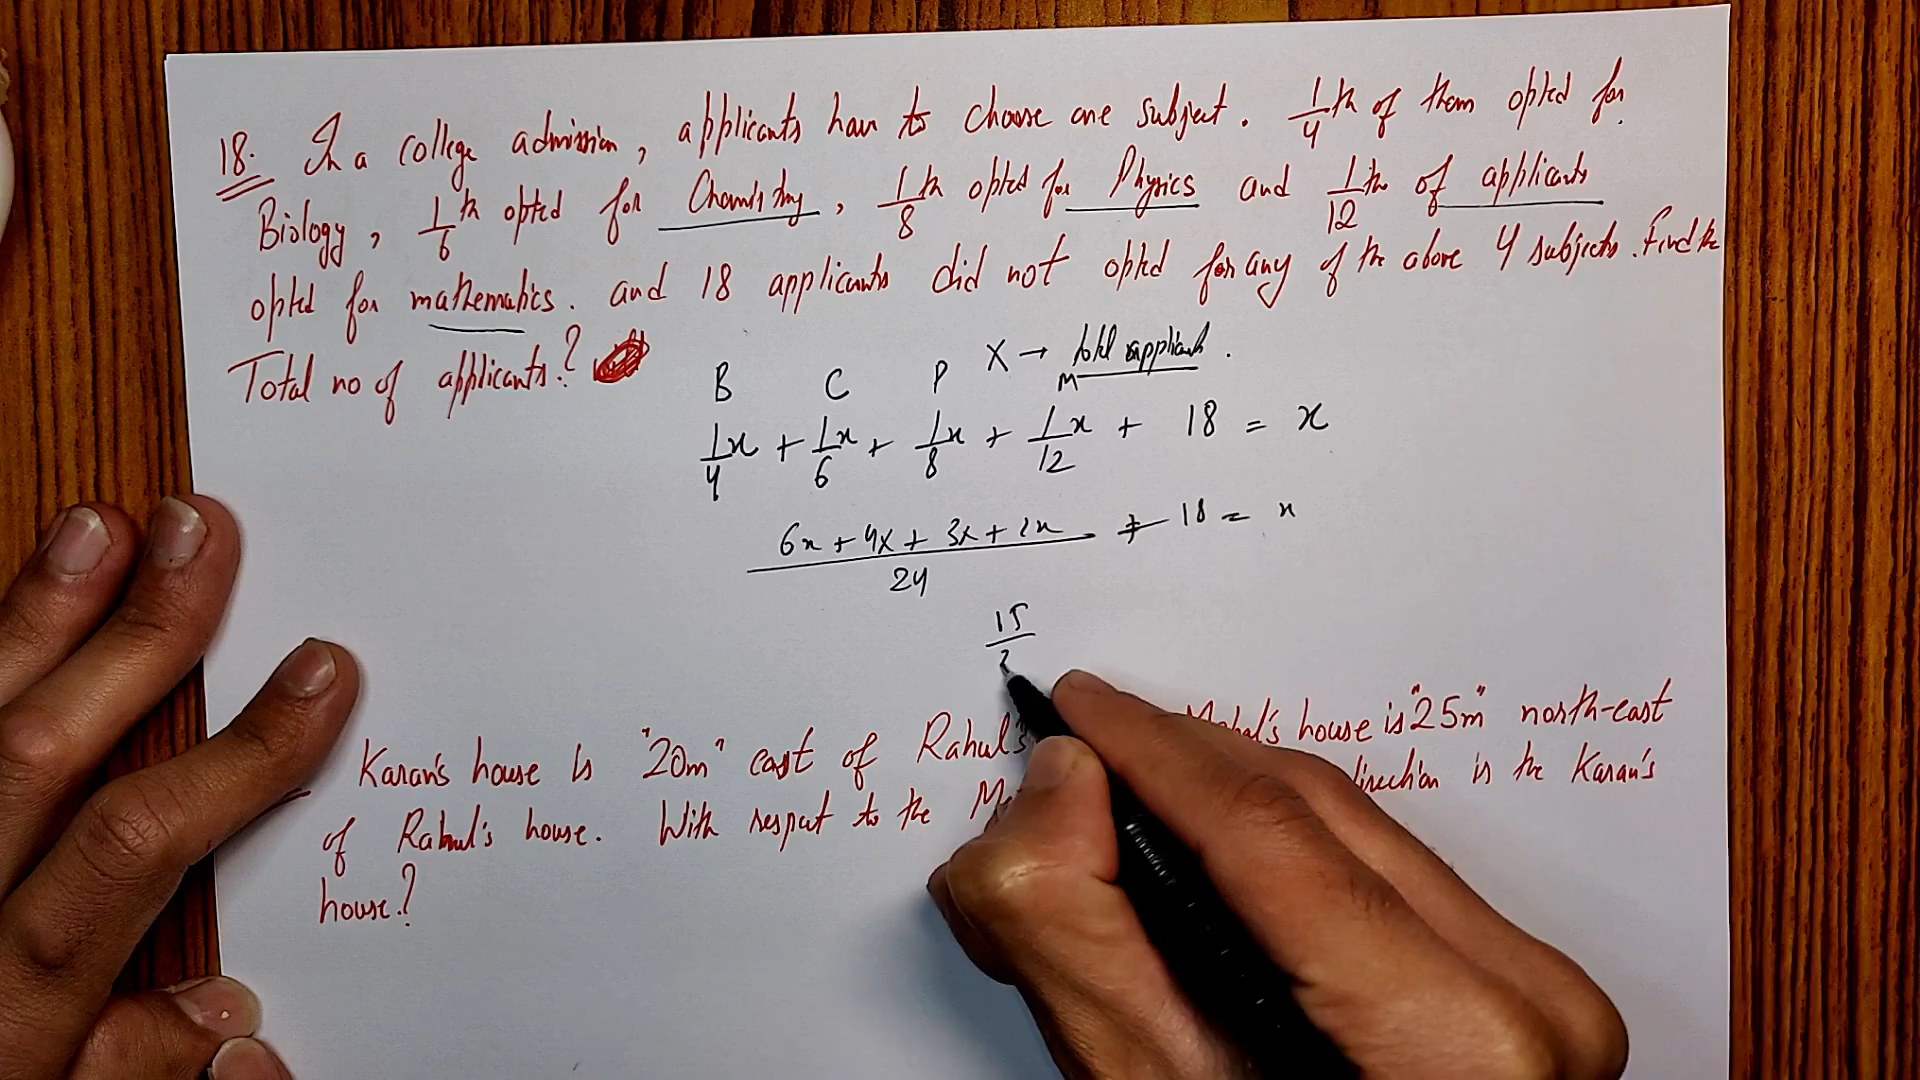 18. In a college admission, applicants have to choose one subject. 1/4th of them opted for
Biology, 1/6th opted for Chemistry, 1/8th opted for Physics and 1/12th of applicants
opted for mathematics. and 18 applicants did not opted for any of the above 4 subjects. Find the
Total no of applicants?
X → total applicants.
B C P M
1/4x + 1/6x + 1/8x + 1/12x + 18 = x
6x + 4x + 3x + 2x / 24 + 18 = x
15
Karan's house is "20m" east of Rahul's house is "25m" north-east
of Rahul's house. With respect to the direction is the Karan's
house?